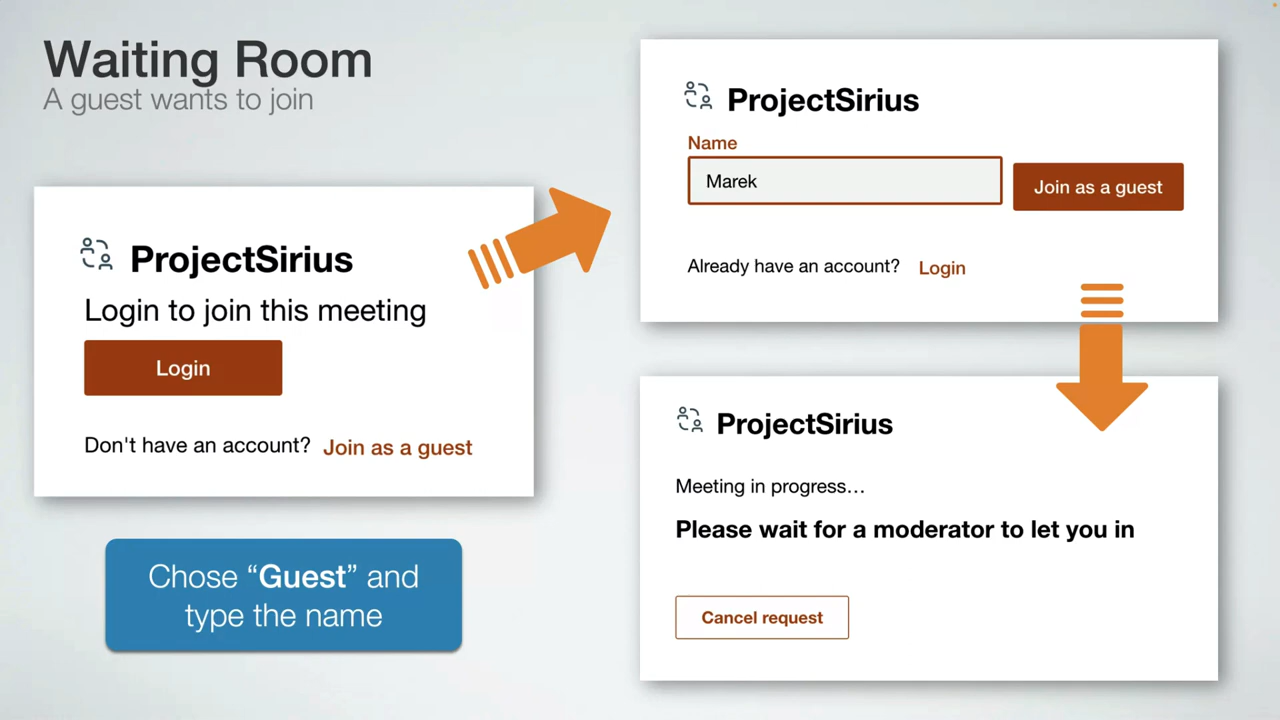 Waiting Room
A guest wants to join
ProjectSirius
Login to join this meeting
Login
Don't have an account? Join as a guest
Chose “Guest” and
type the name
ProjectSirius
Name
Marek
Join as a guest
Already have an account? Login
ProjectSirius
Meeting in progress…
Please wait for a moderator to let you in
Cancel request